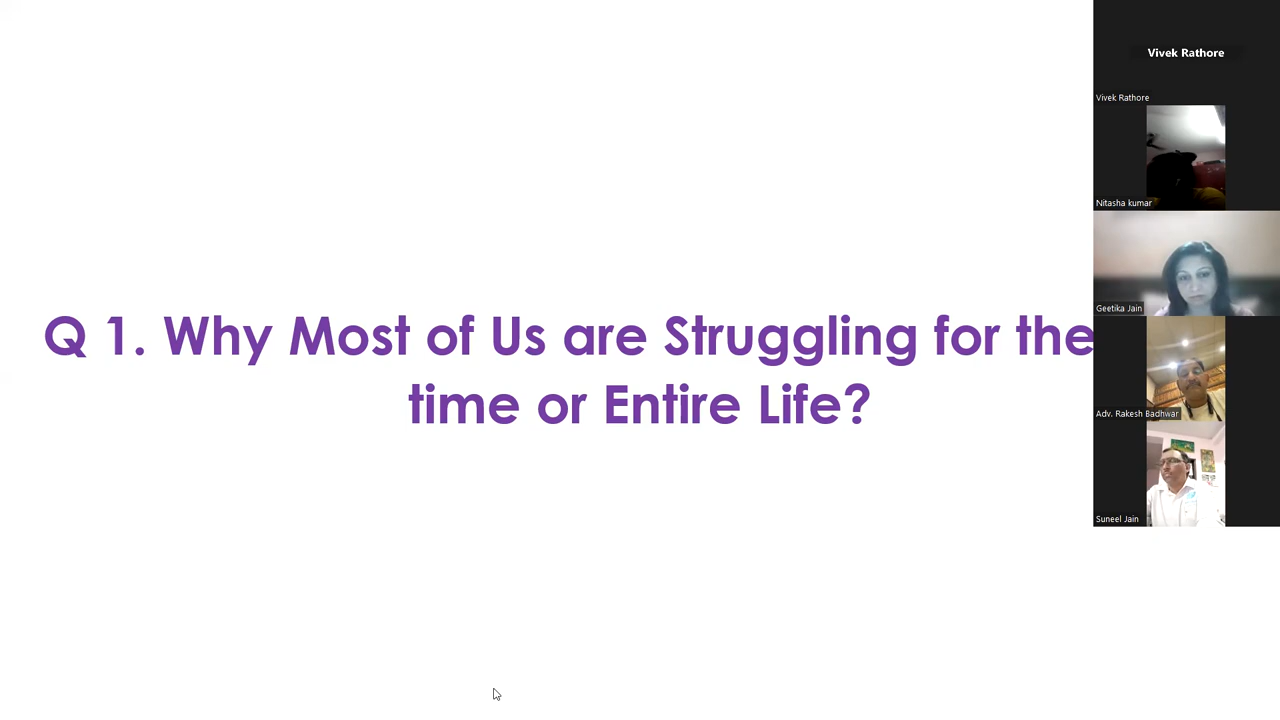 Q 1. Why Most of Us are Struggling for the
time or Entire Life?
Vivek Rathore
Vivek Rathore
Nitasha kumar
Geetika Jain
Adv. Rakesh Badhwar
Suneel Jain